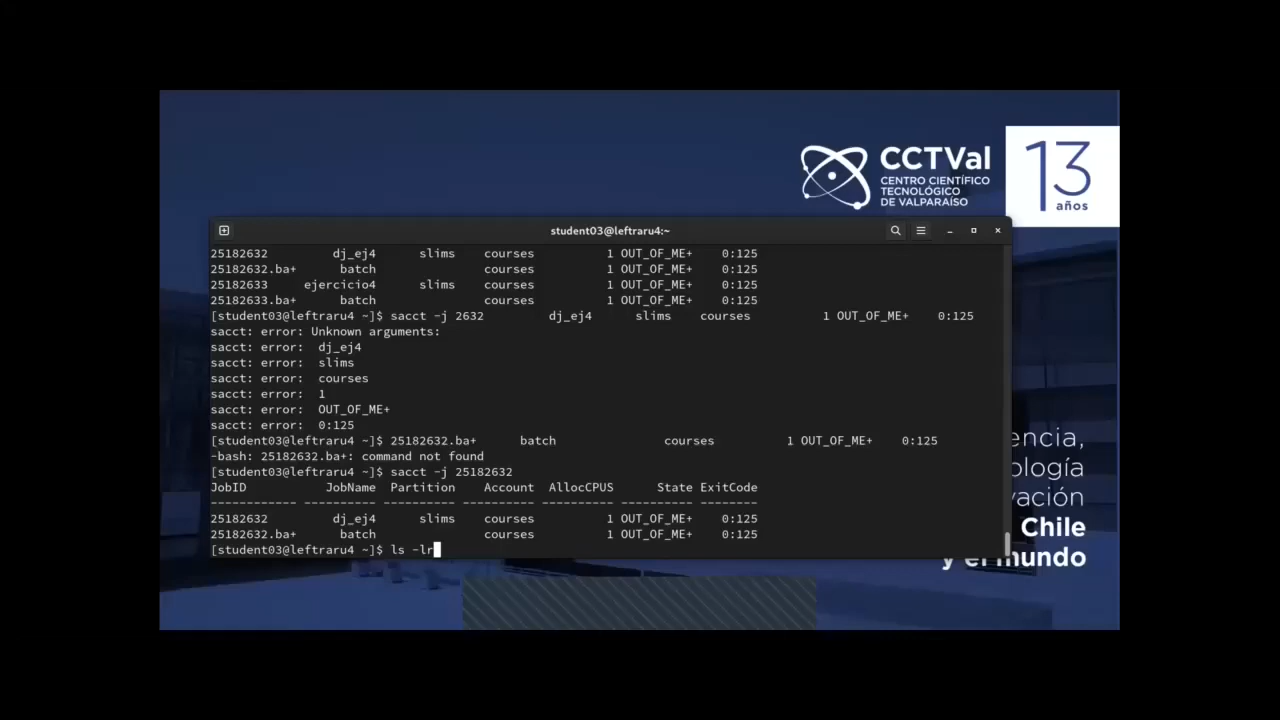 CCTVal
CENTRO CIENTÍFICO
TECNOLÓGICO
DE VALPARAÍSO
13
años
student03@leftraru4:~
25182632 dj_ej4 slims courses 1 OUT_OF_ME+ 0:125
25182632.ba+ batch courses 1 OUT_OF_ME+ 0:125
25182633 ejercicio4 slims courses 1 OUT_OF_ME+ 0:125
25182633.ba+ batch courses 1 OUT_OF_ME+ 0:125
[student03@leftraru4 ~]$ sacct -j 2632 dj_ej4 slims courses 1 OUT_OF_ME+ 0:125
sacct: error: Unknown arguments:
sacct: error: dj_ej4
sacct: error: slims
sacct: error: courses
sacct: error: 1
sacct: error: OUT_OF_ME+
sacct: error: 0:125
[student03@leftraru4 ~]$ 25182632.ba+ batch courses 1 OUT_OF_ME+ 0:125
-bash: 25182632.ba+: command not found
[student03@leftraru4 ~]$ sacct -j 25182632
JobID JobName Partition Account AllocCPUS State ExitCode
------------ ---------- ---------- ---------- ---------- ---------- --------
25182632 dj_ej4 slims courses 1 OUT_OF_ME+ 0:125
25182632.ba+ batch courses 1 OUT_OF_ME+ 0:125
[student03@leftraru4 ~]$ ls -lr
encia,
ología
vación
Chile
y el mundo